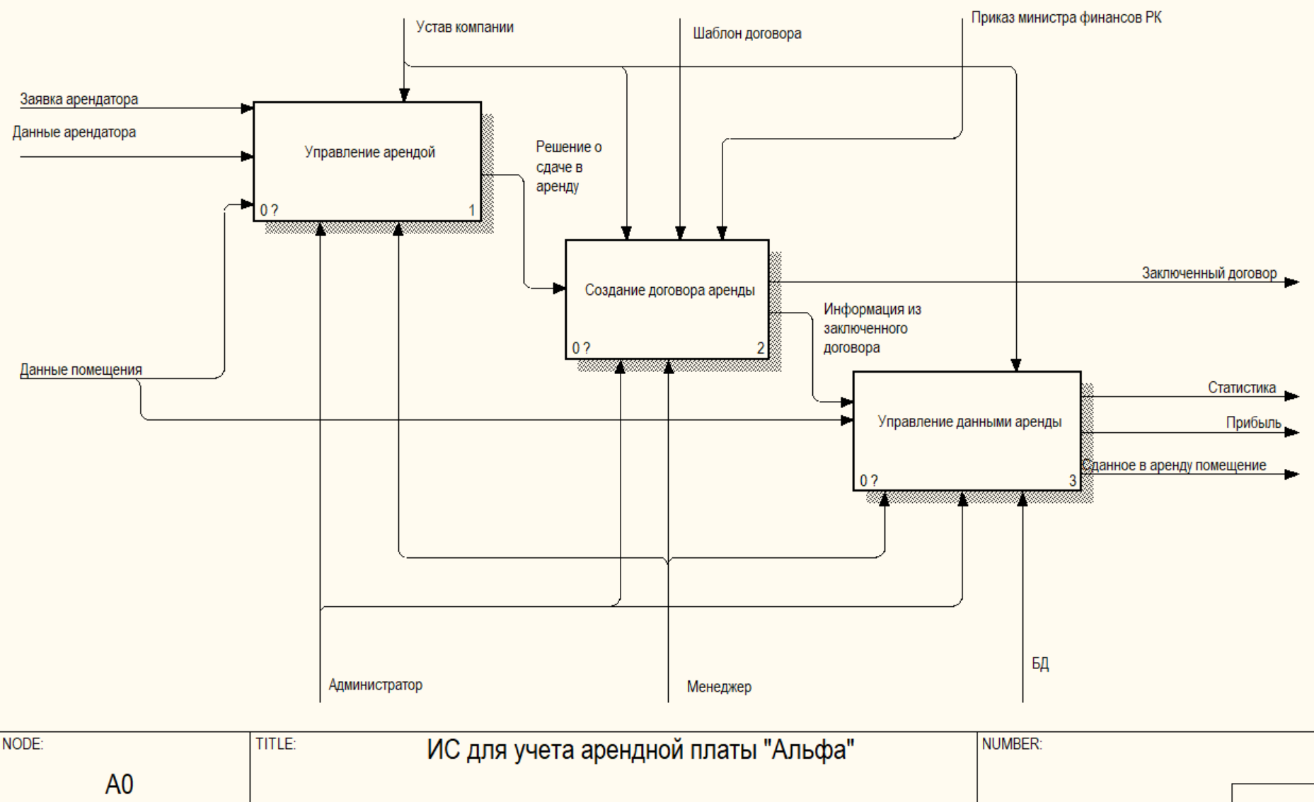 Устав компании
Шаблон договора
Приказ министра финансов РК
Заявка арендатора
Данные арендатора
Управление арендой
0 ?
1
Решение о
сдаче в
аренду
Создание договора аренды
0 ?
2
Заключенный договор
Информация из
заключенного
договора
Данные помещения
Управление данными аренды
0 ?
3
Статистика
Прибыль
Сданное в аренду помещение
Администратор
Менеджер
БД
NODE:
A0
TITLE:
ИС для учета арендной платы "Альфа"
NUMBER: